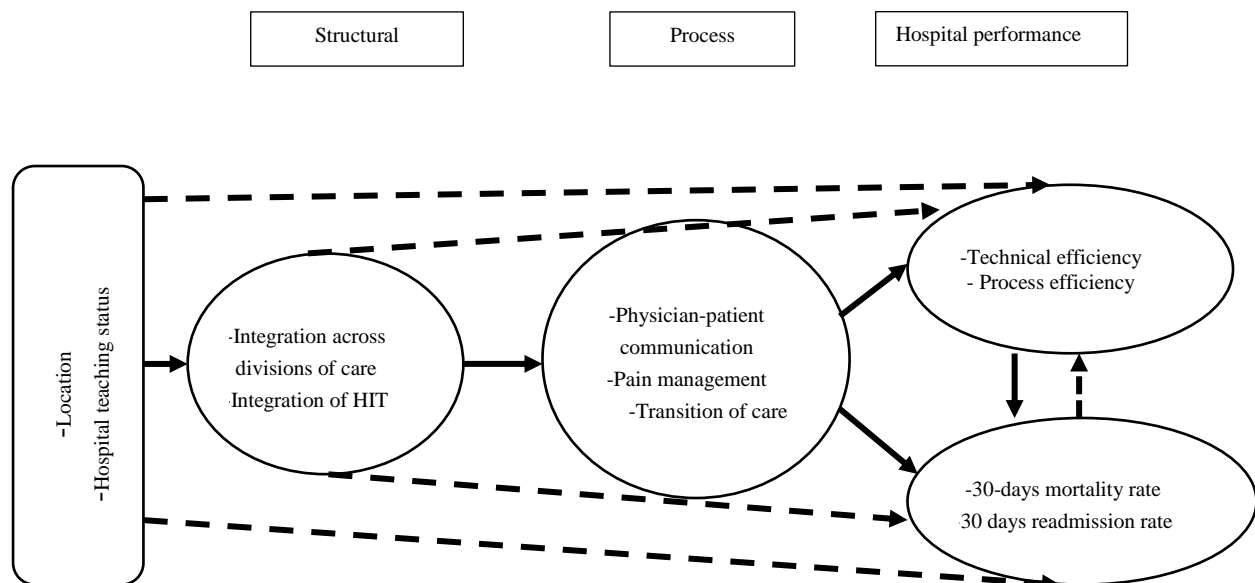 Structural
Process
Hospital performance
-Location
-Hospital teaching status
-Integration across
divisions of care
-Integration of HIT
-Physician-patient
communication
-Pain management
-Transition of care
-Technical efficiency
- Process efficiency
-30-days mortality rate
-30 days readmission rate